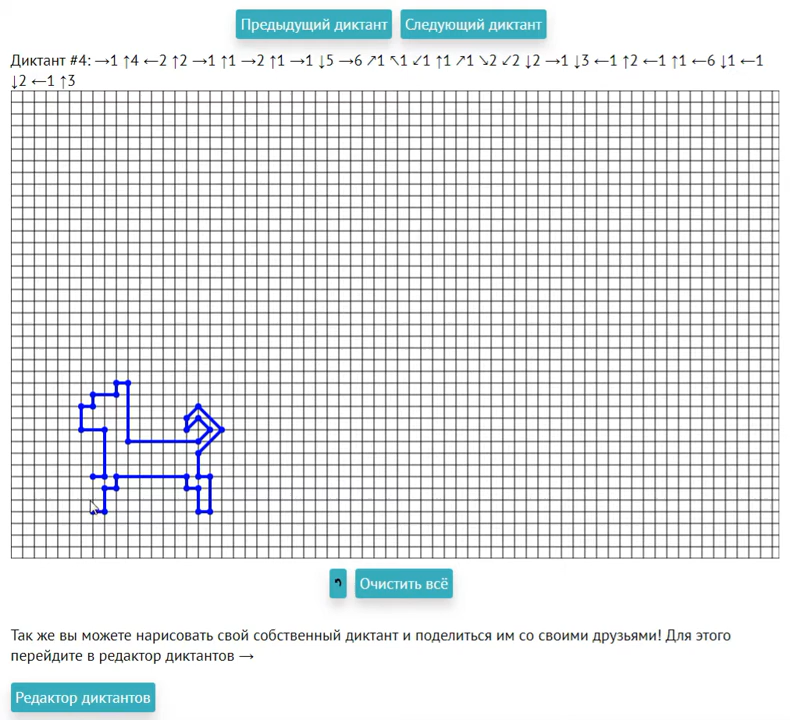 Предыдущий диктант Следующий диктант
Диктант #4: →1 ↑4 ←2 ↑2 →1 ↑1 →2 ↑1 →1 ↓5 →6 ↗1 ↖1 ↙1 ↑1 ↗1 ↘2 ↙2 ↓2 →1 ↓3 ←1 ↑2 ←1 ↑1 ←6 ↓1 ←1
↓2 ←1 ↑3
Очистить всё
Так же вы можете нарисовать свой собственный диктант и поделиться им со своими друзьями! Для этого
перейдите в редактор диктантов →
Редактор диктантов